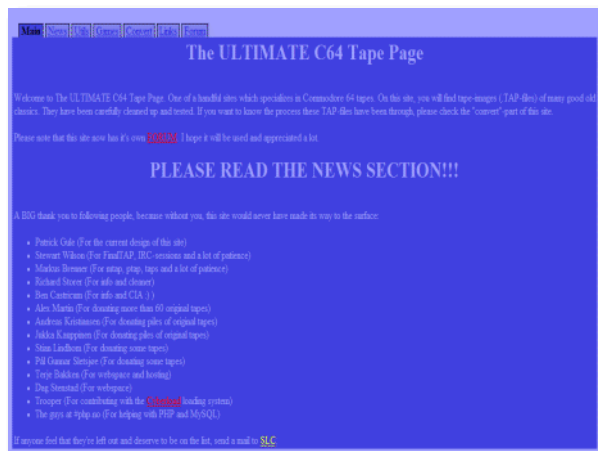 Main News Utils Games Convert Links Forum
The ULTIMATE C64 Tape Page
Welcome to The ULTIMATE C64 Tape Page. One of a handful sites which specializes in Commodore 64 tapes. On this site, you will find tape-images (.TAP-files) of many good old
classics. They have been carefully cleaned up and tested. If you want to know the process these TAP-files have been through, please check the "convert"-part of this site.
Please note that this site now has it's own FORUM. I hope it will be used and appreciated a lot.
PLEASE READ THE NEWS SECTION!!!
A BIG thank you to following people, because without you, this site would never have made its way to the surface:
Patrick Gule (For the current design of this site)
Stewart Wilson (For FinalTAP, IRC-sessions and a lot of patience)
Markus Brenner (For mtap, ptap, taps and a lot of patience)
Richard Storer (For info and cleaner)
Ben Castricum (For info and CIA :) )
Alex Martin (For donating more than 60 original tapes)
Andreas Kristiansen (For donating piles of original tapes)
Jukka Kauppinen (For donating piles of original tapes)
Stian Lindhom (For donating some tapes)
Pål Gunnar Sletsjøe (For donating some tapes)
Terje Bakken (For webspace and hosting)
Dag Stenstad (For webspace)
Trooper (For contributing with the loading system)
The guys at #php.no (For helping with PHP and MySQL)
If anyone feel that they're left out and deserve to be on the list, send a mail to SLC